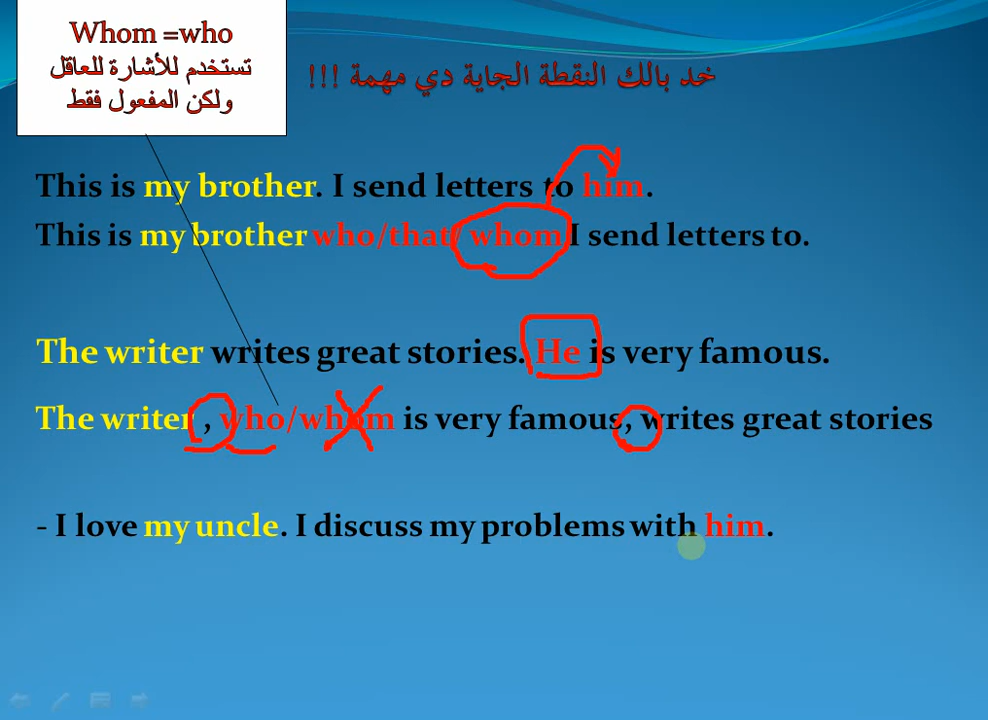 Whom =who
تستخدم للأشارة للعاقل
ولكن المفعول فقط
خد بالك النقطة الجاية دي مهمة !!!
This is my brother. I send letters to him.
This is my brother who/that/ whom I send letters to.
The writer writes great stories. He is very famous.
The writer , who/whom is very famous, writes great stories
- I love my uncle. I discuss my problems with him.